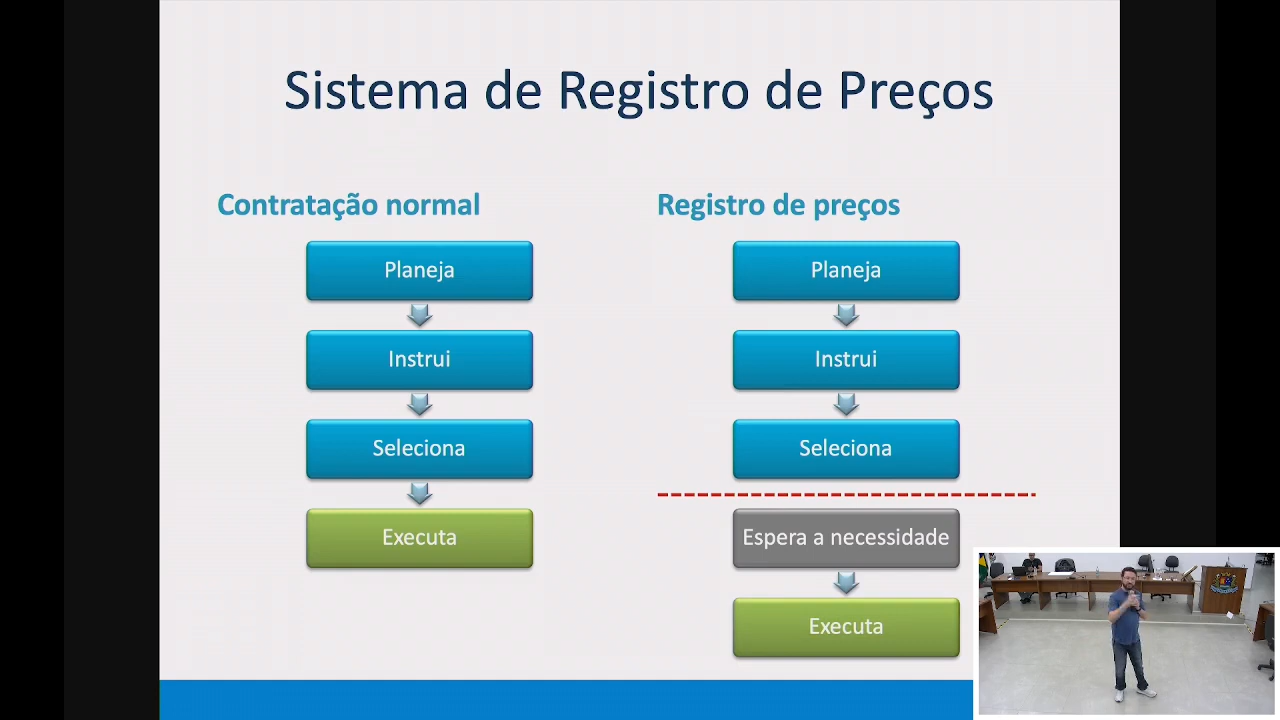 Sistema de Registro de Preços
Contratação normal
Planeja
Instrui
Seleciona
Executa
Registro de preços
Planeja
Instrui
Seleciona
Espera a necessidade
Executa